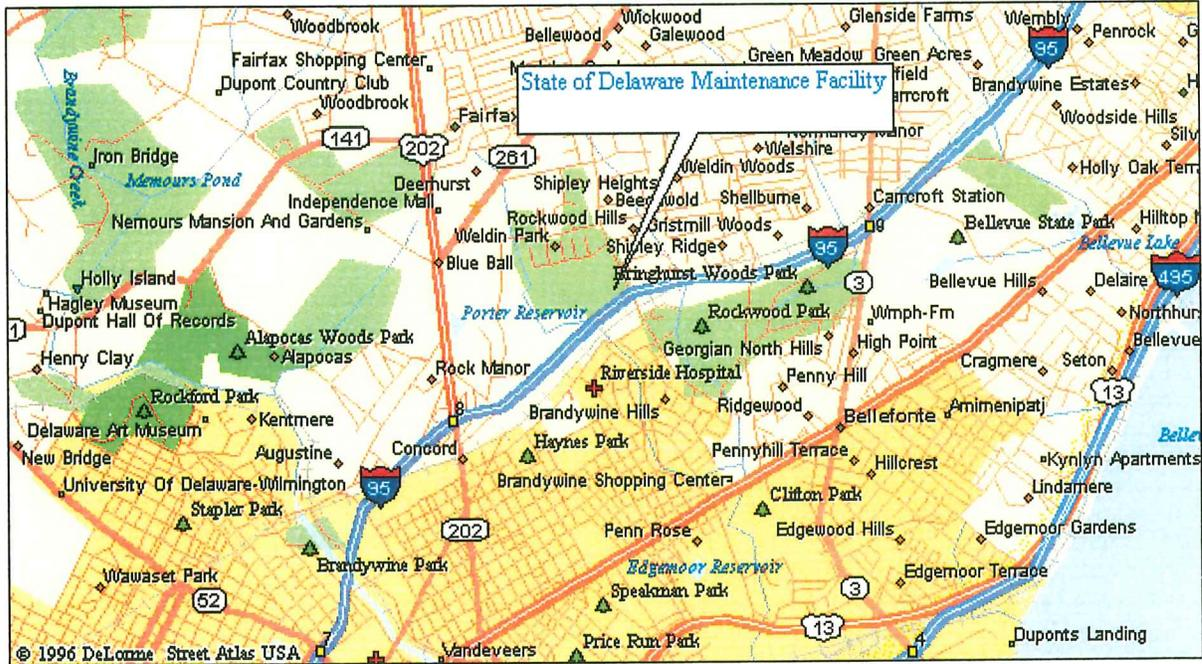 Woodbrook
Wickwood
Bellewood
Galewood
Glenside Farms
Wembly
Penrock
Fairfax Shopping Center
Dupont Country Club
Woodbrook
Green Meadow
Green Acres
Brandywine Estates
State of Delaware Maintenance Facility
Woodside Hills
Fairfax
141
202
261
95
Welshire
Holly Oak Terr
Brandywine Creek
Iron Bridge
Memours Pond
Deerhurst
Independence Mall
Nemours Mansion And Gardens
Shipley Heights
Weldin Woods
Rockwood Hills
Shellburne
Gristmill Woods
Carrcroft Station
Weldin Park
Shipley Ridge
95
9
Bellevue State Park
Hilltop
Bellevue Lake
Blue Ball
Bringhurst Woods Park
3
Bellevue Hills
Delaire
495
Holly Island
Hagley Museum
Dupont Hall Of Records
1
Porter Reservoir
Rockwood Park
Wmph-Fm
Henry Clay
Alapocas Woods Park
Alapocas
Georgian North Hills
High Point
Cragmere
Seton
Bellevue
Rock Manor
Riverside Hospital
Penny Hill
13
Rockford Park
8
Brandywine Hills
Ridgewood
Bellefonte
Amimenipatj
Kentmere
Delaware Art Museum
New Bridge
Augustine
Concord
Haynes Park
Pennyhill Terrace
Hillcrest
Kynlyn Apartments
University Of Delaware-Wilmington
95
Brandywine Shopping Center
Lindamere
Stapler Park
Clifton Park
202
Penn Rose
Edgewood Hills
Edgemoor Gardens
Brandywine Park
Edgemoor Reservoir
Edgemoor Terrace
Wawaset Park
52
Speakman Park
3
13
7
Vandeveers
Price Run Park
4
Duponts Landing
© 1996 DeLorme Street Atlas USA